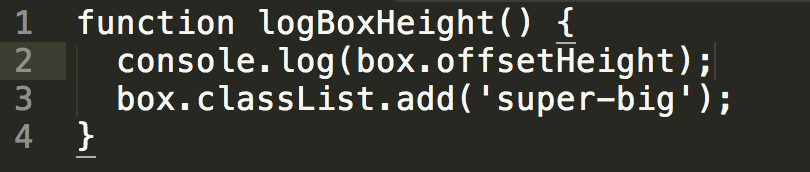 1 function logBoxHeight() {
2   console.log(box.offsetHeight);
3   box.classList.add('super-big');
4 }